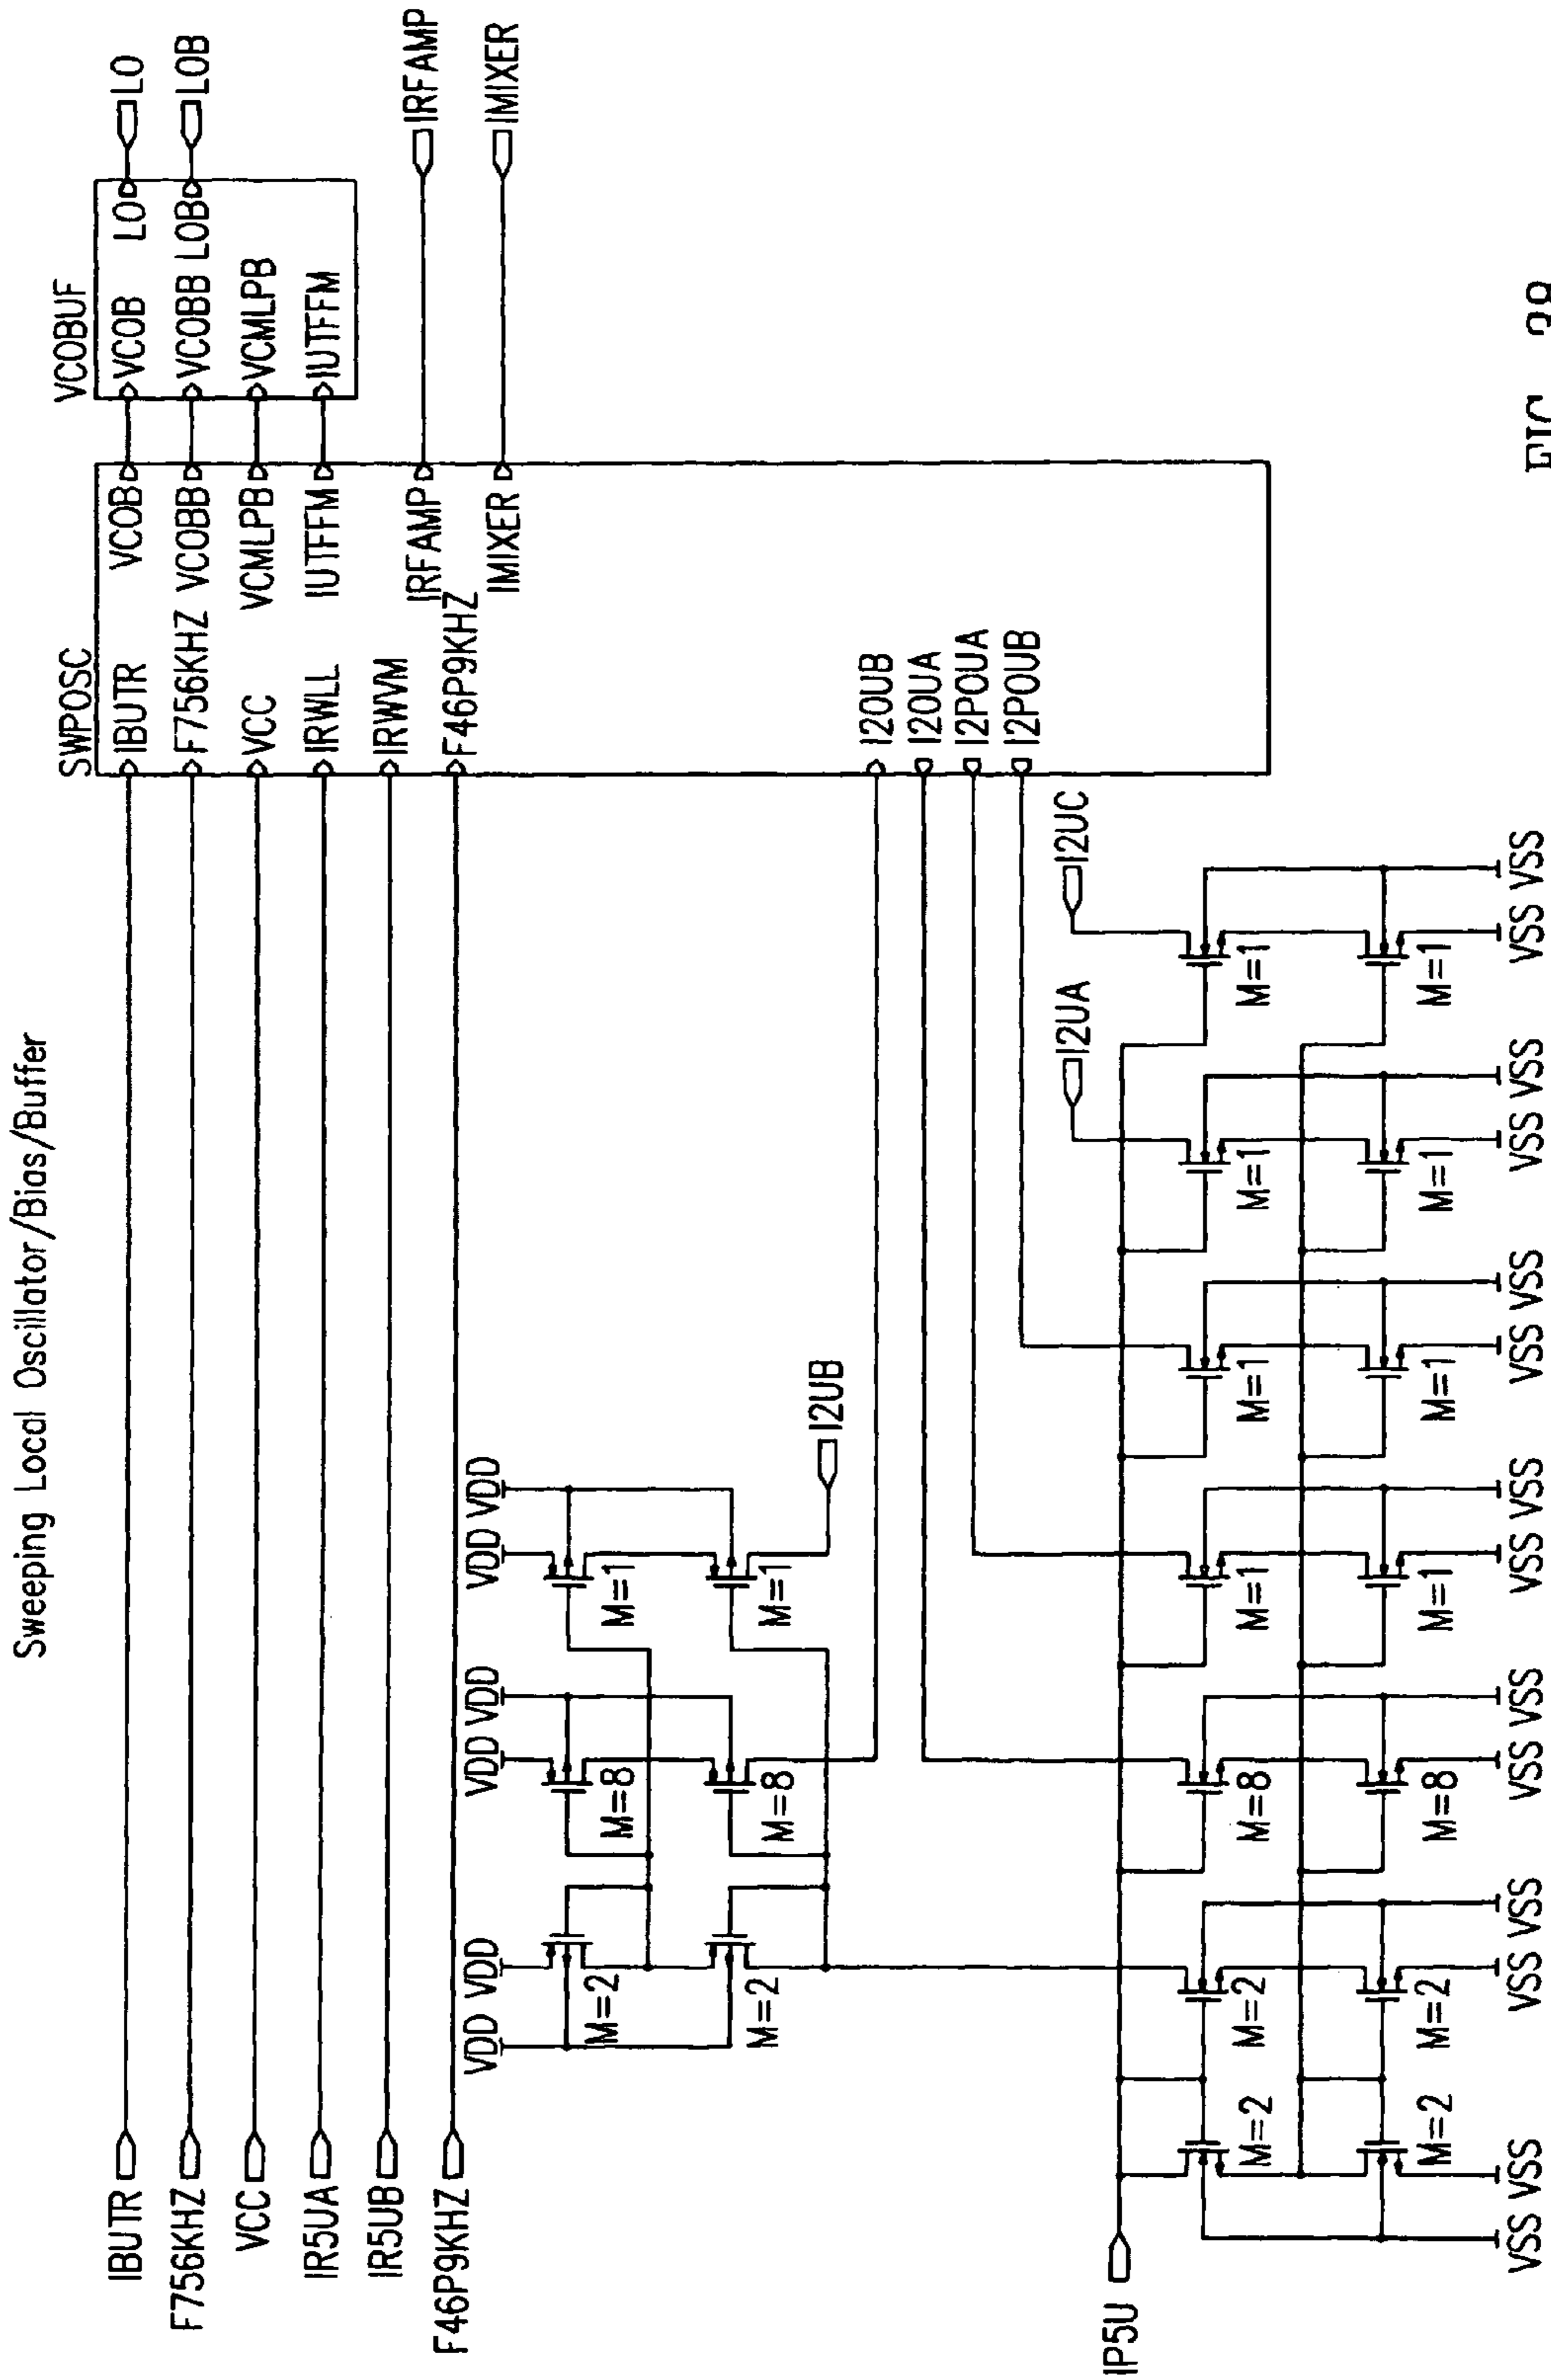 Sweeping Local Oscillator/Bias/Buffer
SWPOSC
VCOBUF
IBUTR
IBUTR
VCOB
VCOB
LO
LO
F756KHZ
F756KHZ
VCOBB
VCOBB
LOB
LOB
VCC
VCC
VCMLPB
VCMLPB
IR5UA
IRWLL
IUTFFM
IUTFFM
IR5UB
IRWVM
IRFAMP
IRFAMP
F46P9KHZ
F46P9KHZ
IMIXER
IMIXER
VDD VDD
VDD VDD
VDD VDD
M=2
M=8
M=1
M=2
M=8
M=1
I2UB
I20UB
I20UA
I2POUA
I2POUB
I2UA
I2UC
IP5U
M=2
M=2
M=8
M=1
M=1
M=1
M=1
M=2
M=2
M=8
M=1
M=1
M=1
M=1
VSS VSS
VSS VSS
VSS VSS
VSS VSS
VSS VSS
VSS VSS
VSS VSS